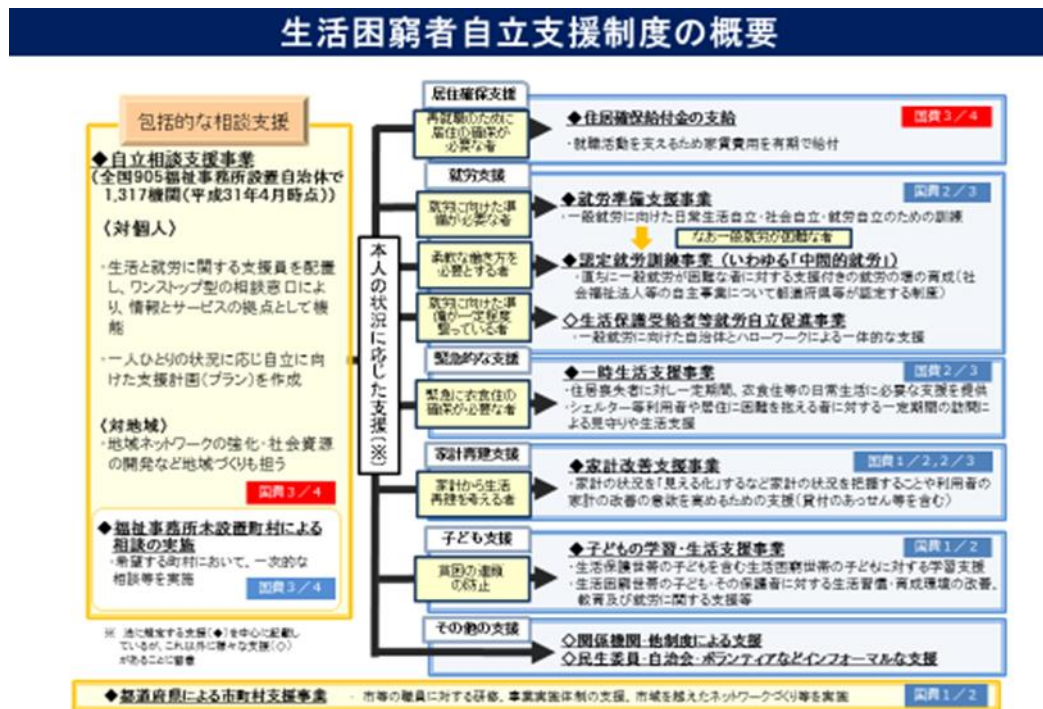 生活困窮者自立支援制度の概要
包括的な相談支援
◆自立相談支援事業
(全国905福祉事務所設置自治体で
1,317機関(平成31年4月時点))
〈対個人〉
・生活と就労に関する支援員を配置
し、ワンストップ型の相談窓口によ
り、情報とサービスの拠点として機
能
・一人ひとりの状況に応じ自立に向
けた支援計画(プラン)を作成
〈対地域〉
・地域ネットワークの強化・社会資源
の開発など地域づくりも担う
国費3/4
◆福祉事務所未設置町村による
相談の実施
・希望する町村において、一次的な
相談等を実施
国費3/4
※ 法に規定する支援(◆)を中心に記載し
ているが、これ以外に様々な支援(◇)
があることに留意
本人の状況に応じた支援(※)
居住確保支援
再就職のために
居住の確保が
必要な者
◆住居確保給付金の支給
国費3/4
・就職活動を支えるため家賃費用を有期で給付
就労支援
就労に向けた準
備が必要な者
◆就労準備支援事業
国費2/3
・一般就労に向けた日常生活自立・社会自立・就労自立のための訓練
なお一般就労が困難な者
柔軟な働き方を
必要とする者
◆認定就労訓練事業(いわゆる「中間的就労」)
・直ちに一般就労が困難な者に対する支援付きの就労の場の育成(社
会福祉法人等の自主事業について都道府県等が認定する制度)
就労に向けた準
備が一定程度
整っている者
◇生活保護受給者等就労自立促進事業
・一般就労に向けた自治体とハローワークによる一体的な支援
緊急的な支援
緊急に衣食住の
確保が必要な者
◆一時生活支援事業
国費2/3
・住居喪失者に対し一定期間、衣食住等の日常生活に必要な支援を提供
・シェルター等利用者や居住に困難を抱える者に対する一定期間の訪問に
よる見守りや生活支援
家計再建支援
家計から生活
再建を考える者
◆家計改善支援事業
国費1/2,2/3
・家計の状況を「見える化」するなど家計の状況を把握することや利用者の
家計の改善の意欲を高めるための支援(貸付のあっせん等を含む)
子ども支援
貧困の連鎖
の防止
◆子どもの学習・生活支援事業
国費1/2
・生活保護世帯の子どもを含む生活困窮世帯の子どもに対する学習支援
・生活困窮世帯の子ども・その保護者に対する生活習慣・育成環境の改善、
教育及び就労に関する支援等
その他の支援
◇関係機関・他制度による支援
◇民生委員・自治会・ボランティアなどインフォーマルな支援
◆都道府県による市町村支援事業
・市等の職員に対する研修、事業実施体制の支援、市域を越えたネットワークづくり等を実施
国費1/2